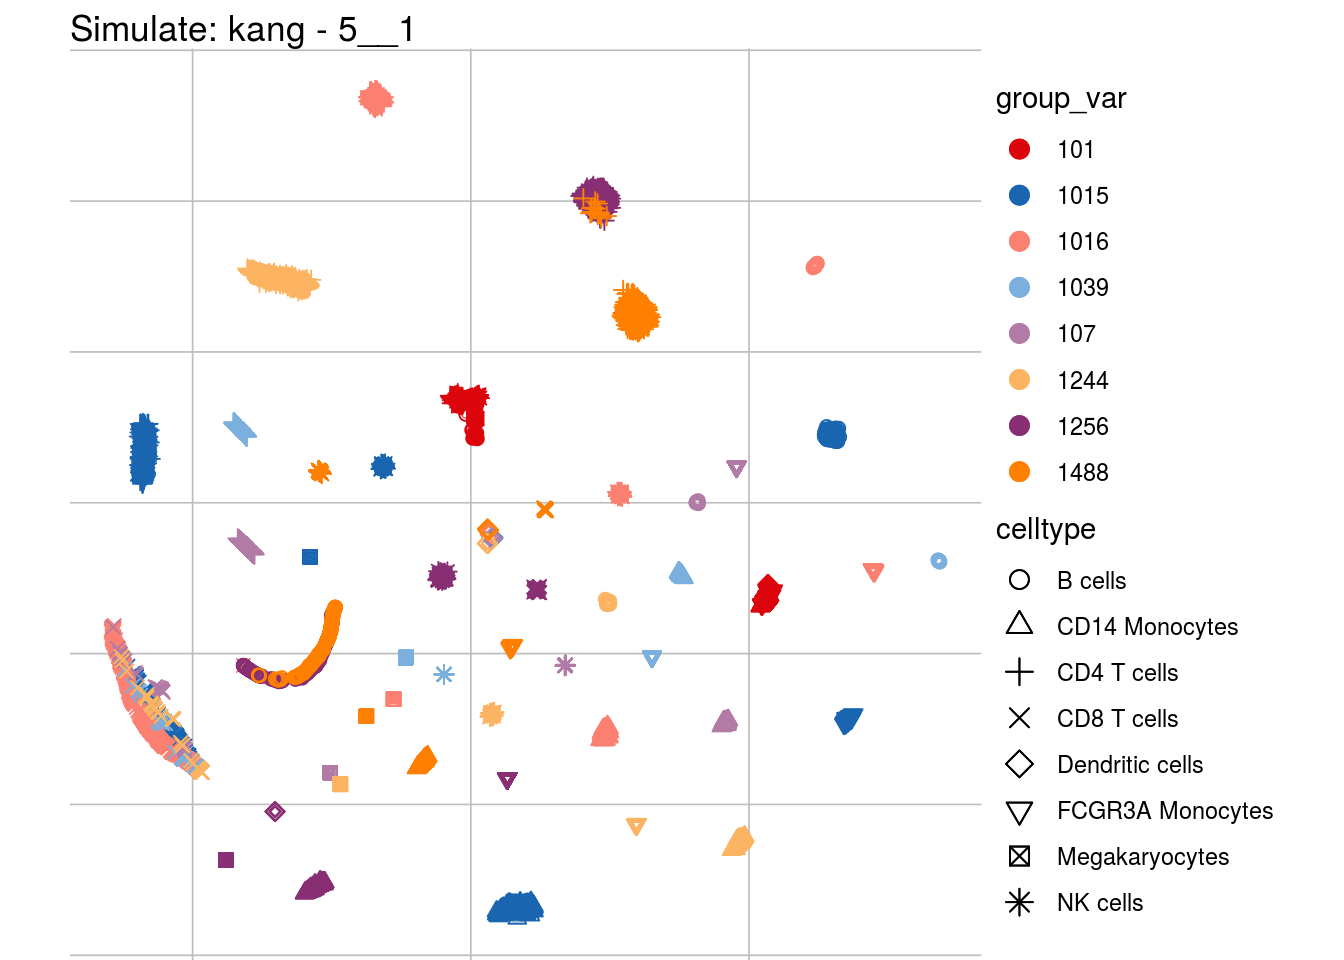 Simulate: kang - 5__1
group_var
101
1015
1016
1039
107
1244
1256
1488
celltype
B cells
CD14 Monocytes
CD4 T cells
CD8 T cells
Dendritic cells
FCGR3A Monocytes
Megakaryocytes
NK cells